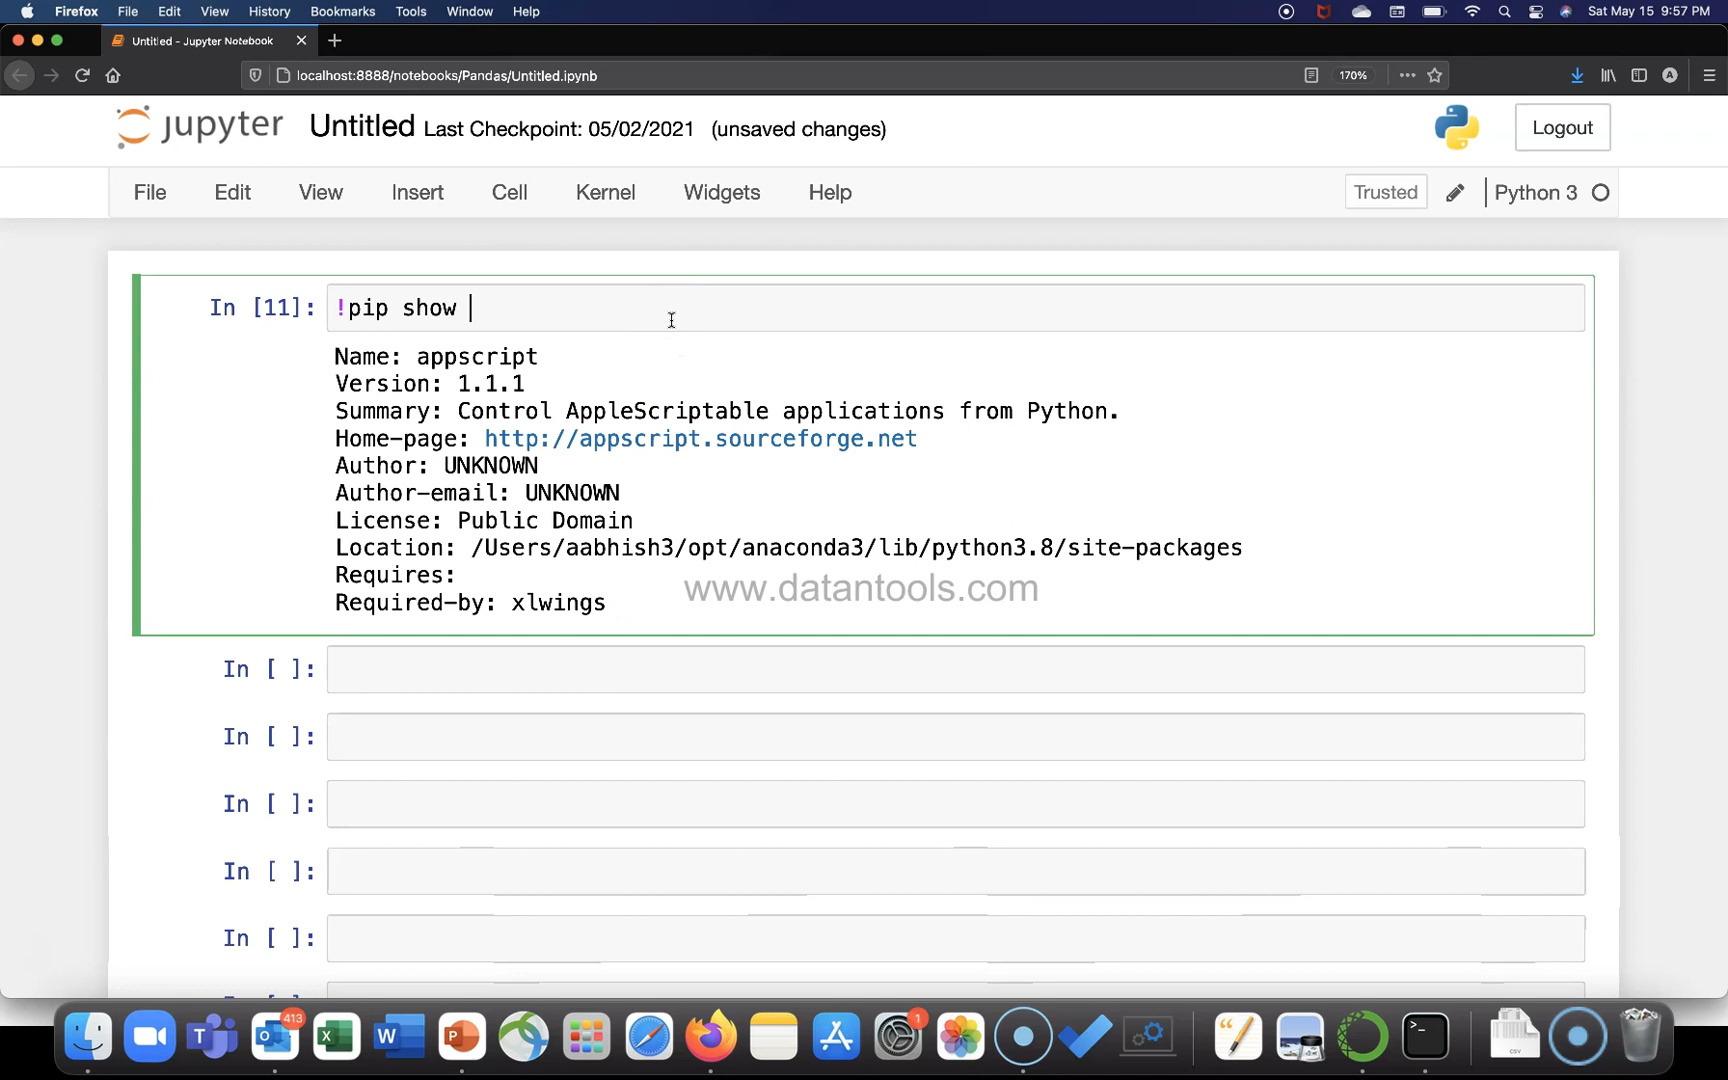 Firefox File Edit View History Bookmarks Tools Window Help Sat May 15 9:57 PM
Untitled - Jupyter Notebook
localhost:8888/notebooks/Pandas/Untitled.ipynb 170% A
jupyter Untitled Last Checkpoint: 05/02/2021 (unsaved changes) Logout
File Edit View Insert Cell Kernel Widgets Help Trusted Python 3
In [11]: !pip show
Name: appscript
Version: 1.1.1
Summary: Control AppleScriptable applications from Python.
Home-page: http://appscript.sourceforge.net
Author: UNKNOWN
Author-email: UNKNOWN
License: Public Domain
Location: /Users/aabhish3/opt/anaconda3/lib/python3.8/site-packages
Requires:
www.datantools.com
Required-by: xlwings
In [ ]:
In [ ]:
In [ ]:
In [ ]:
In [ ]:
413 1
T X W P >_ CSV